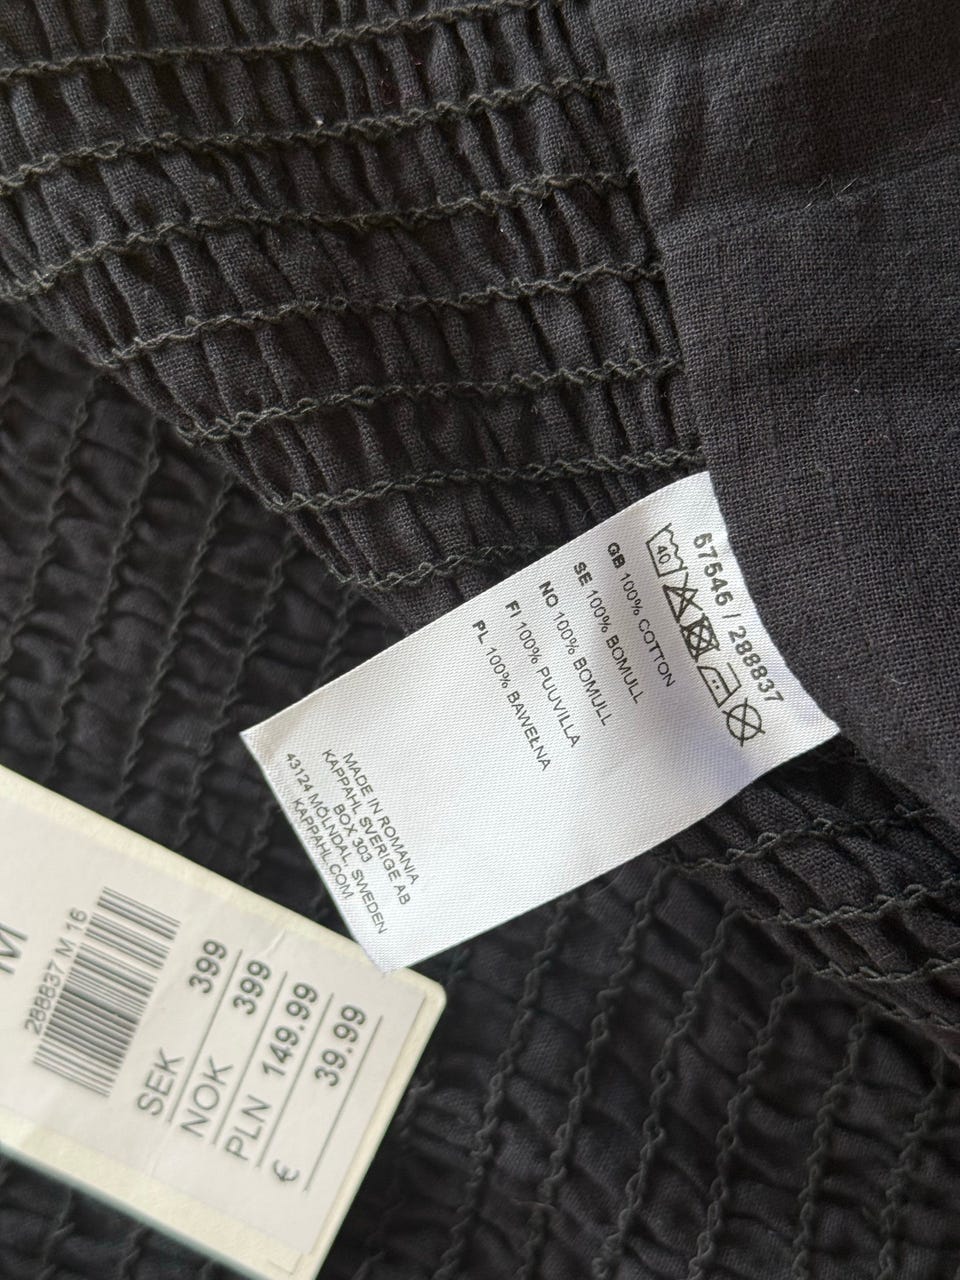 57545 / 288837
40
GB 100% COTTON
SE 100% BOMULL
NO 100% BOMULL
FI 100% PUUVILLA
PL 100% BAWEŁNA
MADE IN ROMANIA
KAPPAHL SVERIGE AB
BOX 303
43124 MÖLNDAL, SWEDEN
KAPPAHL.COM
M
288837 M 16
SEK 399
NOK 399
PLN 149.99
€ 39.99